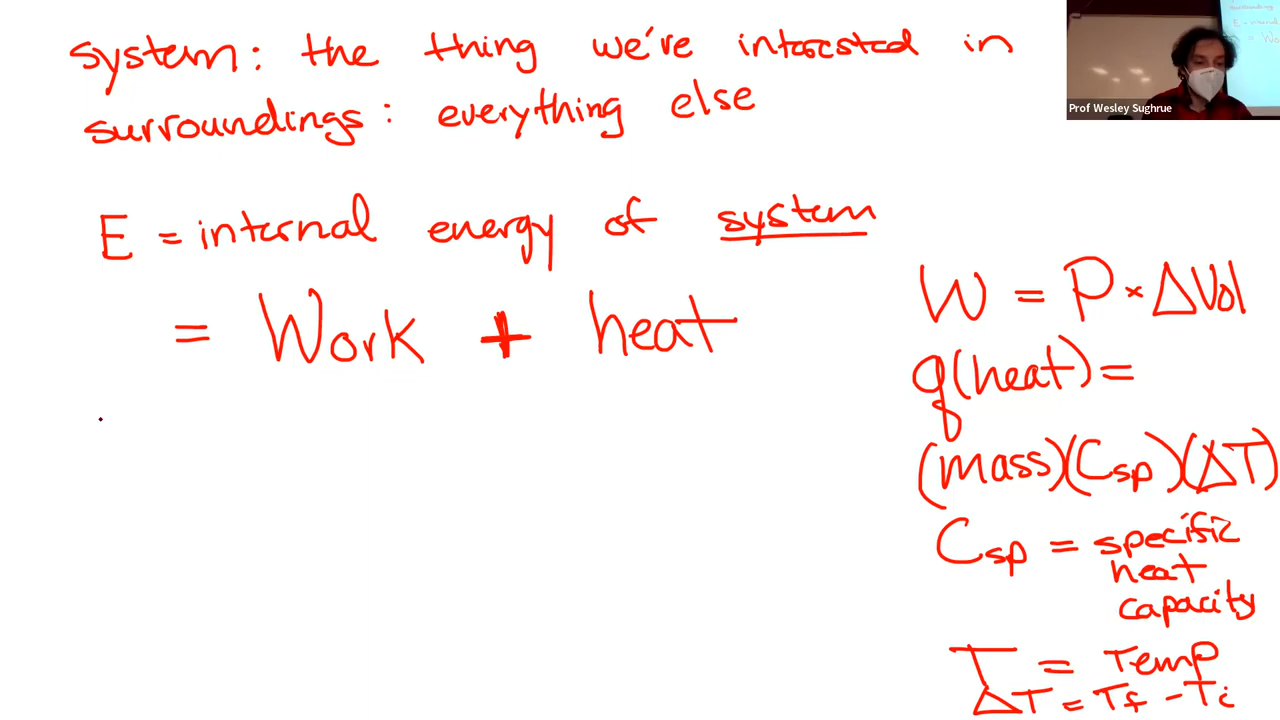 system: the thing we're interested in
surroundings: everything else
E = internal energy of system
= Work + heat
W = P × ΔVol
q(heat) =
(mass)(Csp)(ΔT)
Csp = specific
heat
capacity
T = Temp
ΔT = Tf - Ti
Prof Wesley Sughrue